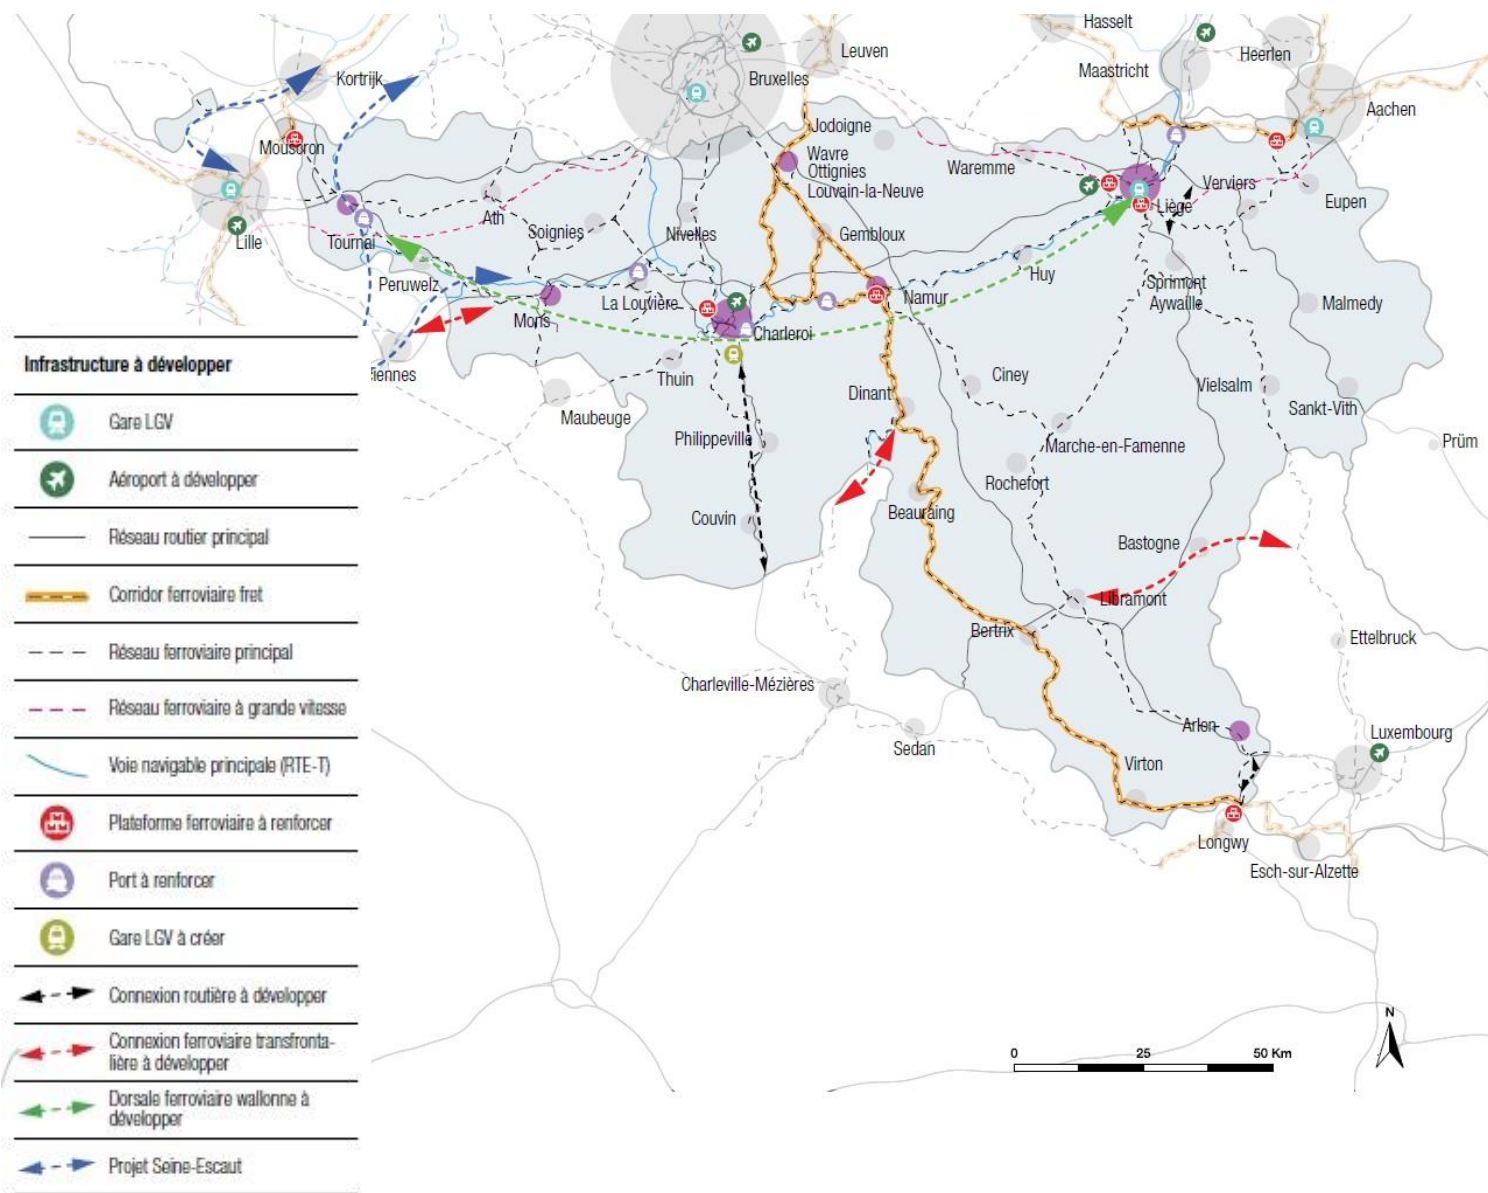 Hasselt
Heerlen
Leuven
Maastricht
Kortrijk
Bruxelles
Aachen
Jodoigne
Mouscron
Wavre
Ottignies
Louvain-la-Neuve
Waremme
Verviers
Eupen
Liège
Ath
Soignies
Nivelles
Gembloux
Lille
Tournai
Huy
Peruwelz
Sprimont
Aywaille
La Louvière
Namur
Malmedy
Mons
Charleroi
Infrastructure à développer
iennes
Thuin
Ciney
Vielsalm
Dinant
Sankt-Vith
Maubeuge
Gare LGV
Philippeville
Marche-en-Famenne
Prüm
Aéroport à développer
Rochefort
Couvin
Beauraing
Réseau routier principal
Bastogne
Corridor ferroviaire fret
Libramont
Bertrix
Ettelbruck
Réseau ferroviaire principal
Charleville-Mézières
Réseau ferroviaire à grande vitesse
Arlon
Luxembourg
Sedan
Voie navigable principale (RTE-T)
Virton
Plateforme ferroviaire à renforcer
Longwy
Esch-sur-Alzette
Port à renforcer
Gare LGV à créer
Connexion routière à développer
N
Connexion ferroviaire transfronta-
lière à développer
0 25 50 Km
Dorsale ferroviaire wallonne à
développer
Projet Seine-Escaut